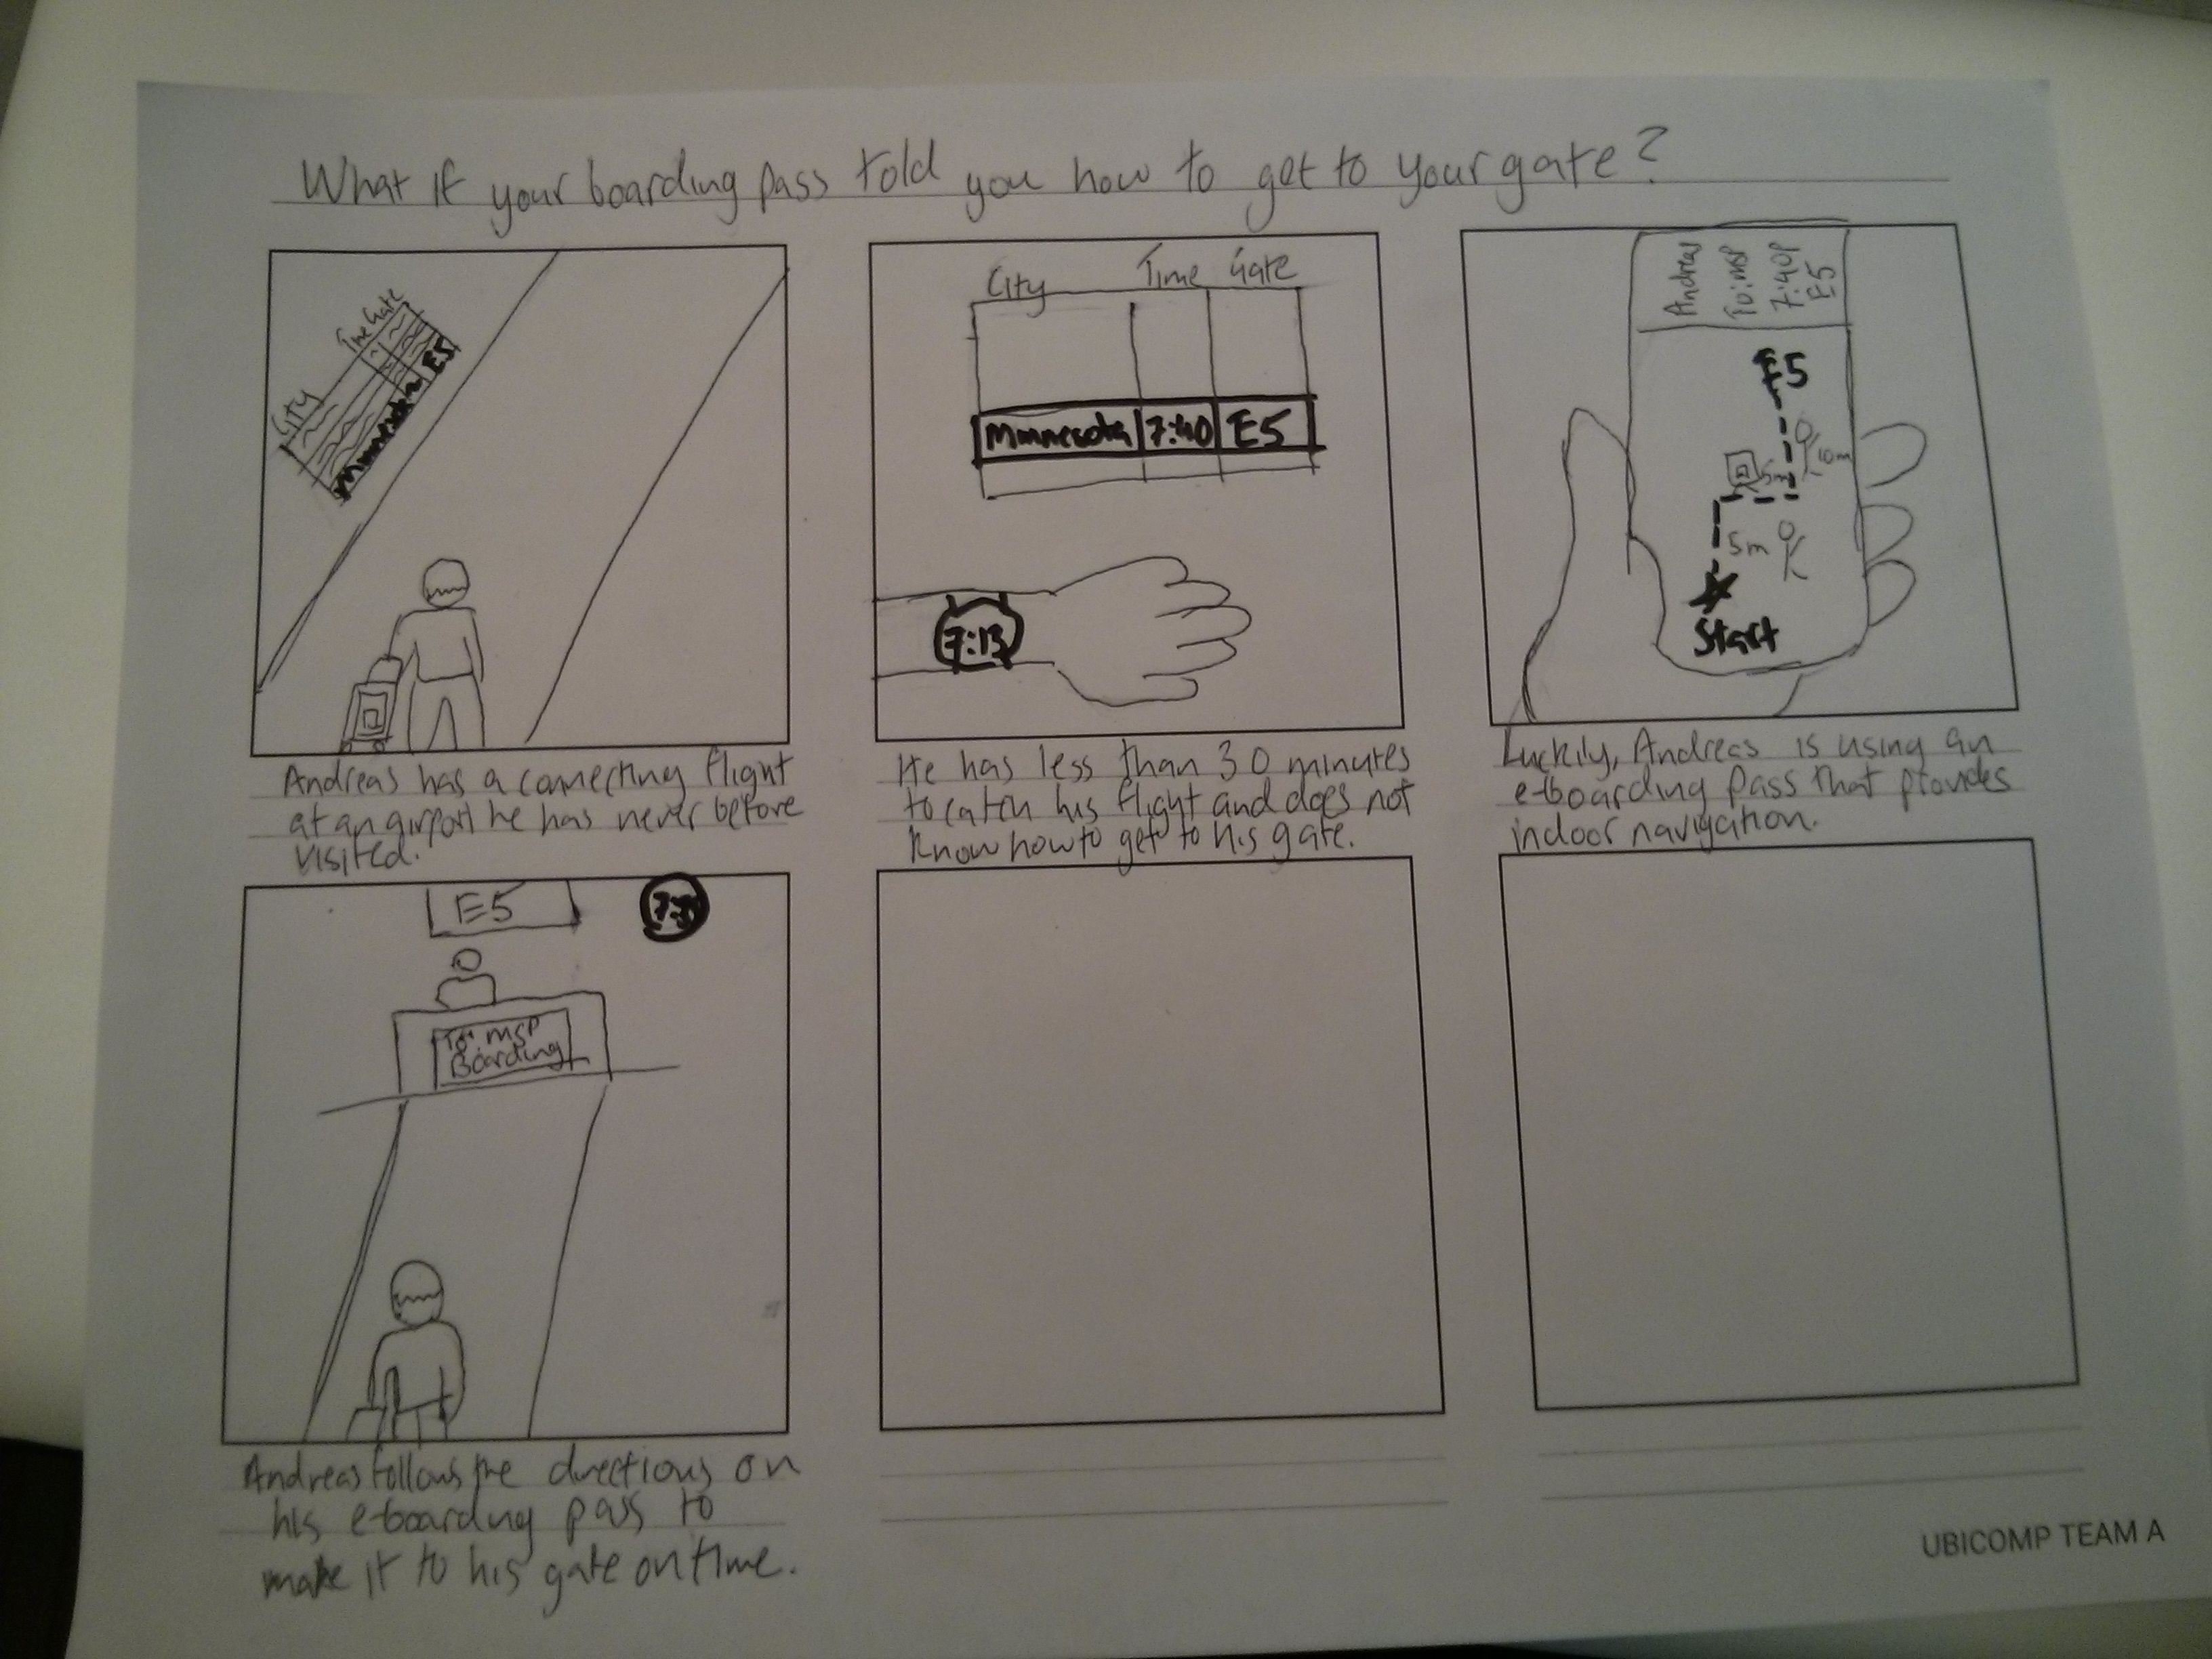 What if your boarding pass told you how to get to your gate?
City Time Gate
Minnesota E5
Andreas has a connecting flight
at an airport he has never before
visited.
City Time Gate
Minnesota 7:40 E5
7:13
He has less than 30 minutes
to catch his flight and does not
know how to get to his gate.
Andreas
To: MSP
7:40P
E5
E5
10m
5m
5m
Start
Luckily, Andreas is using an
e-boarding pass that provides
indoor navigation.
E5
To: MSP
Boarding
Andreas follows the directions on
his e-boarding pass to
make it to his gate on time.
UBICOMP TEAM A